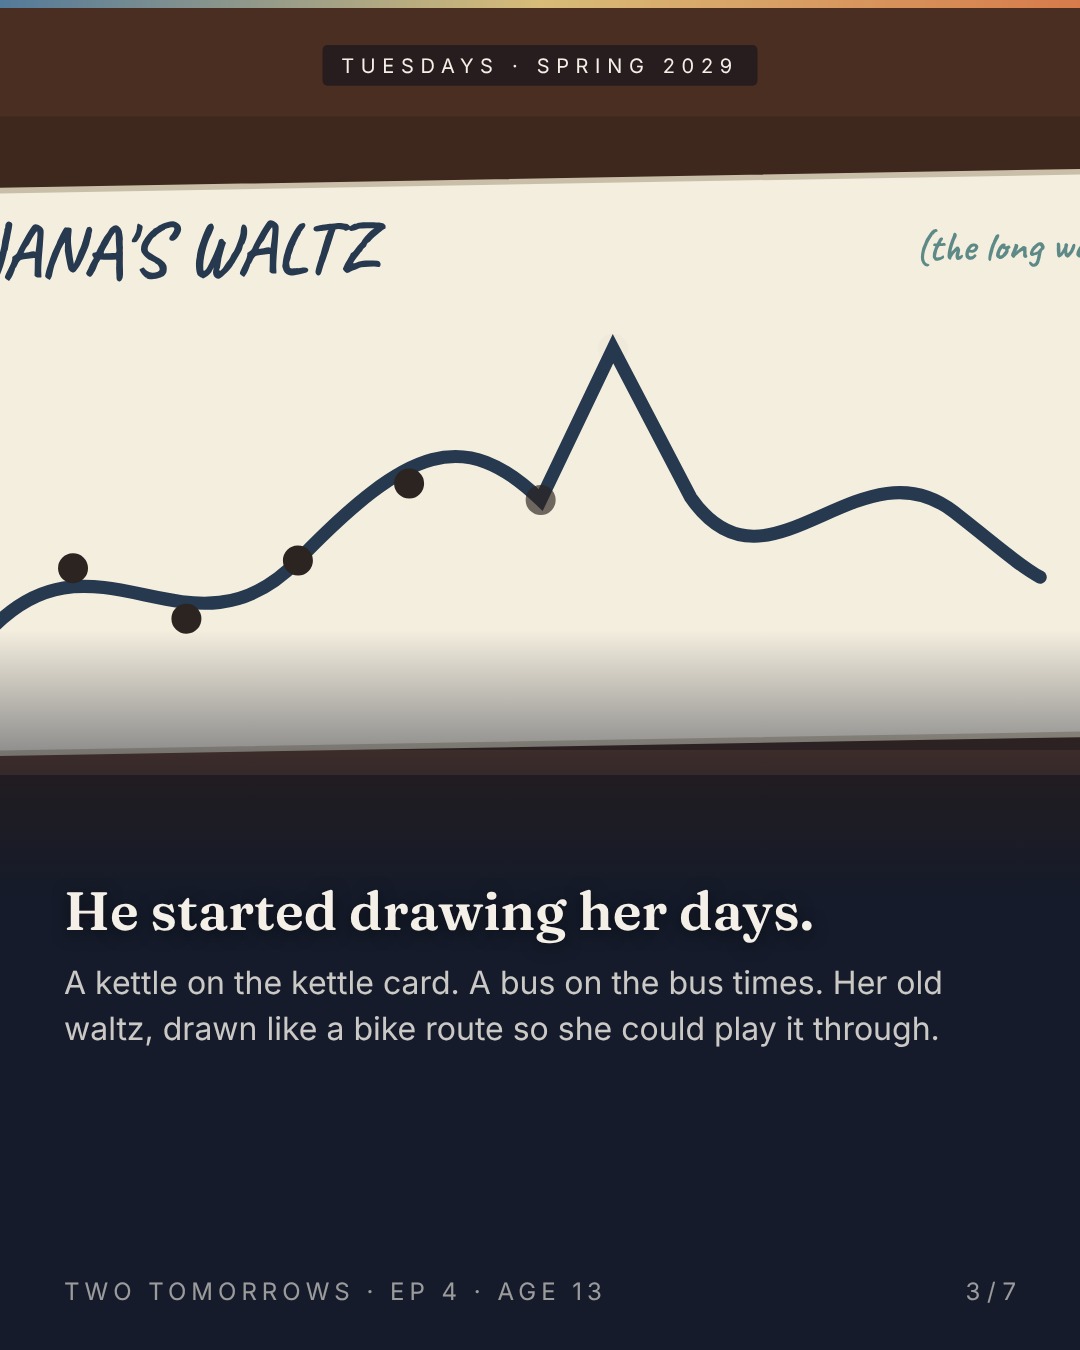 TUESDAYS · SPRING 2029
WALTZ
(the long
He started drawing her days.
A kettle on the kettle card. A bus on the bus times. Her old
waltz, drawn like a bike route so she could play it through.
TWO TOMORROWS · EP 4 · AGE 13
3/7